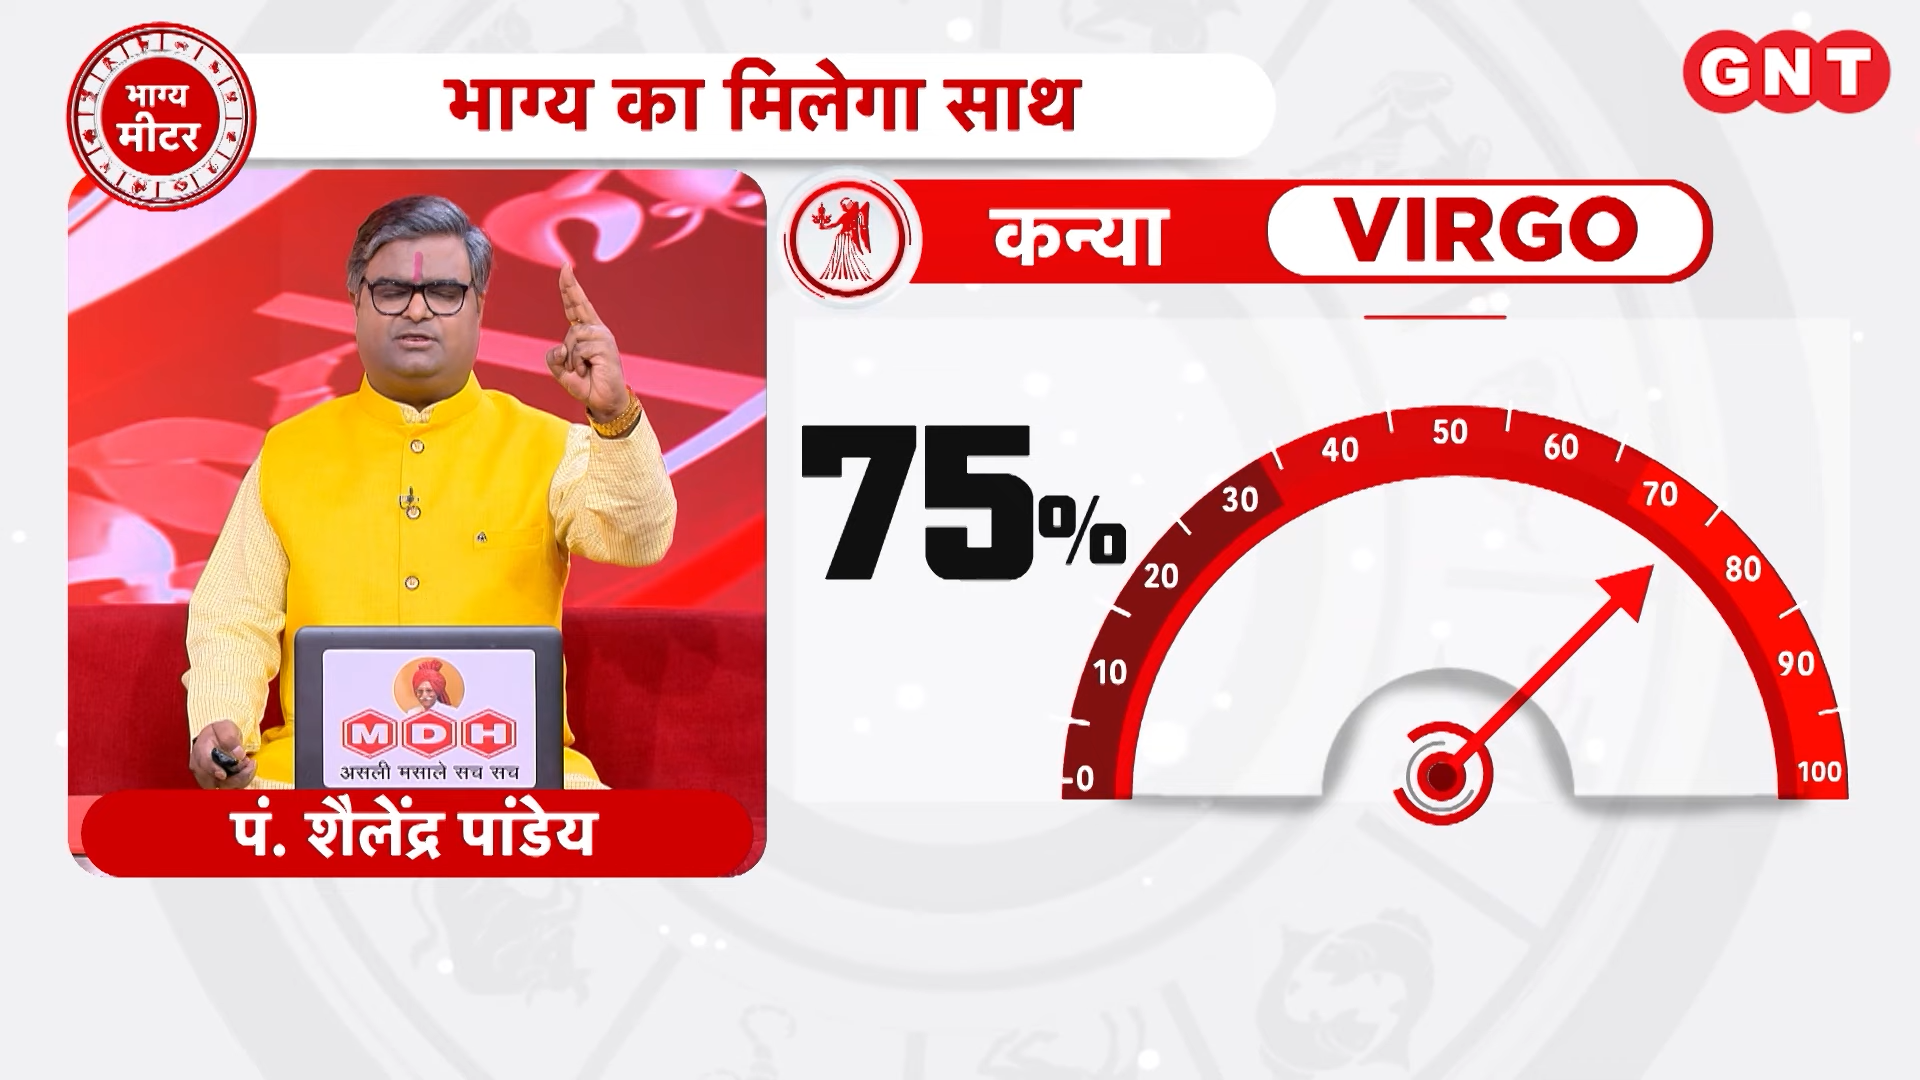 भाग्य
मीटर
भाग्य का मिलेगा साथ
GNT
कन्या
VIRGO
75%
0
10
20
30
40
50
60
70
80
90
100
MDH
असली मसाले सच सच
पं. शैलेंद्र पांडेय